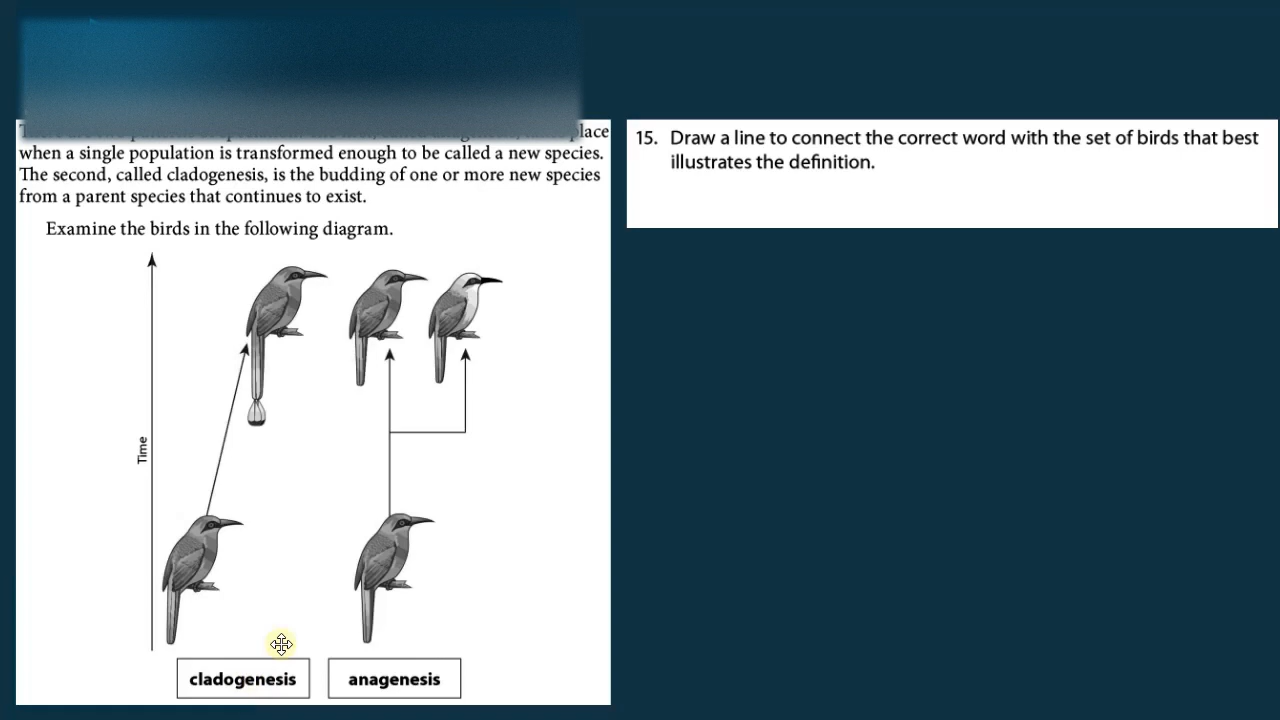 place
when a single population is transformed enough to be called a new species.
The second, called cladogenesis, is the budding of one or more new species
from a parent species that continues to exist.
Examine the birds in the following diagram.
Time
cladogenesis
anagenesis
15. Draw a line to connect the correct word with the set of birds that best
illustrates the definition.